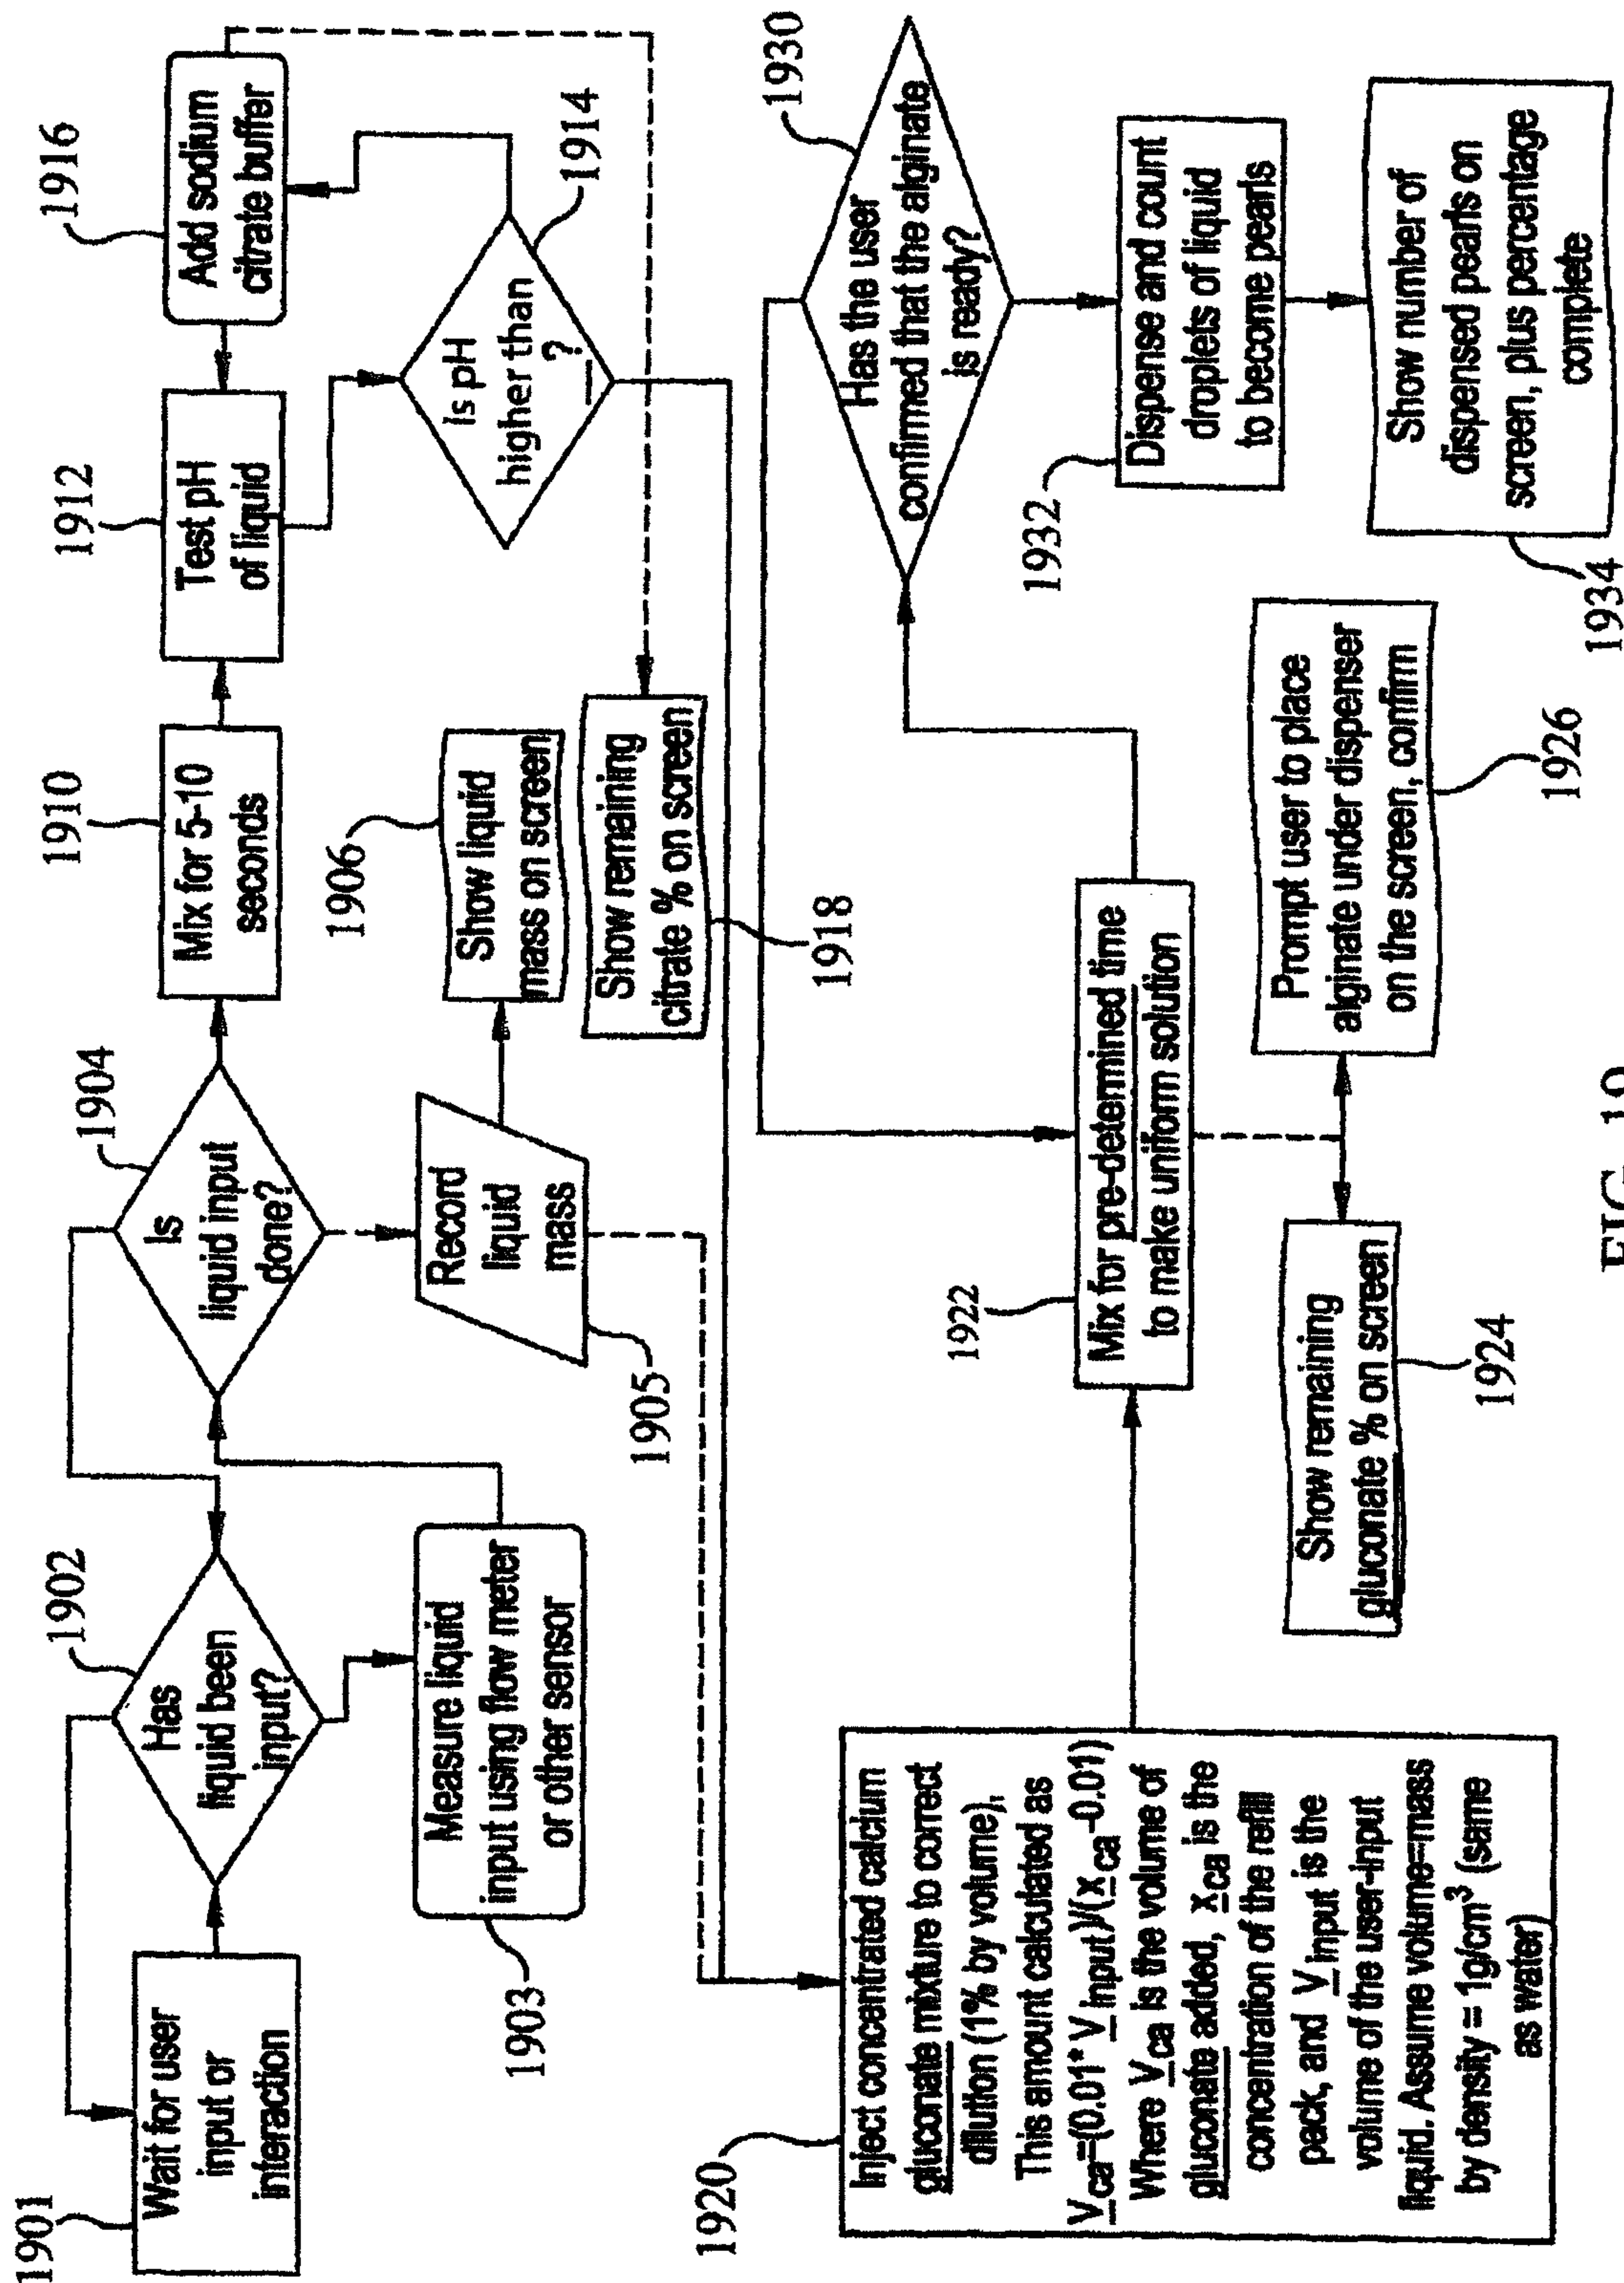 1901
Wait for user
input or
interaction
1902
Has
liquid been
input?
1903
Measure liquid
input using flow meter
or other sensor
1904
Is
liquid input
done?
1905
Record
liquid
mass
1906
Show liquid
mass on screen
1910
Mix for 5-10
seconds
1912
Test pH
of liquid
1914
Is pH
higher than
_?
1916
Add sodium
citrate buffer
1918
Show remaining
citrate % on screen
1920
Inject concentrated calcium
gluconate mixture to correct
dilution (1% by volume),
This amount calculated as
V_ca=(0.01* V_input)/(x_ca-0.01)
Where V_ca is the volume of
gluconate added, x_ca is the
concentration of the refill
pack, and V_input is the
volume of the user-input
liquid. Assume volume=mass
by density = 1g/cm³ (same
as water)
1922
Mix for pre-determined time
to make uniform solution
1924
Show remaining
gluconate % on screen
1926
Prompt user to place
alginate under dispenser
on the screen, confirm
1930
Has the user
confirmed that the alginate
is ready?
1932
Dispense and count
droplets of liquid
to become pearls
1934
Show number of
dispensed pearls on
screen, plus percentage
complete
FIG. 19